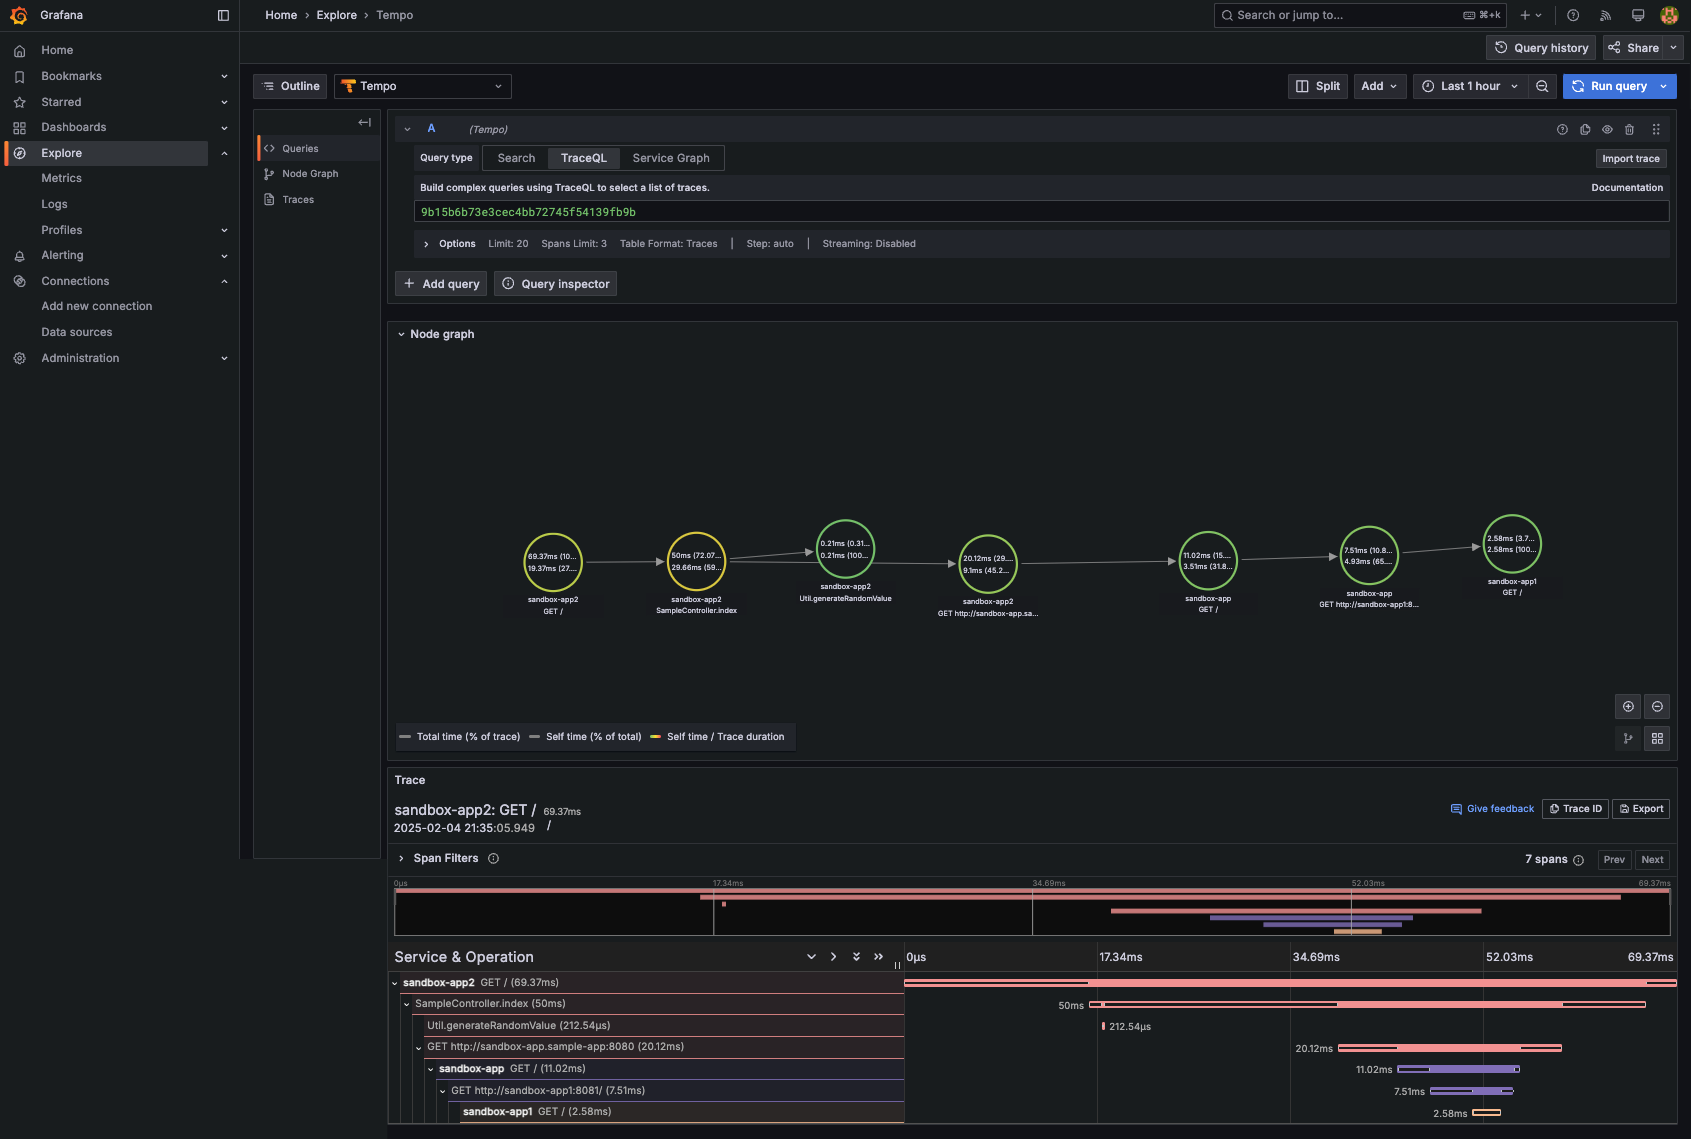 Grafana
Home › Explore › Tempo
Search or jump to... ⌘+k
Home
Bookmarks
Starred
Dashboards
Explore
Metrics
Logs
Profiles
Alerting
Connections
Add new connection
Data sources
Administration
Query history Share
Outline Tempo Split Add Last 1 hour Run query
Queries
Node Graph
Traces
A (Tempo)
Query type Search TraceQL Service Graph Import trace
Build complex queries using TraceQL to select a list of traces. Documentation
9b15b6b73e3cec4bb72745f54139fb9b
Options Limit: 20 Spans Limit: 3 Table Format: Traces | Step: auto | Streaming: Disabled
+ Add query Query inspector
Node graph
69.37ms (10...
19.37ms (27....
sandbox-app2
GET /
50ms (72.07...
29.66ms (59...
sandbox-app2
SampleController.index
0.21ms (0.31...
0.21ms (100...
sandbox-app2
Util.generateRandomValue
20.12ms (29....
9.1ms (45.2...
sandbox-app2
GET http://sandbox-app.sa...
11.02ms (15....
3.51ms (31.8...
sandbox-app
GET /
7.51ms (10.8...
4.93ms (65....
sandbox-app
GET http://sandbox-app1:8...
2.58ms (3.7...
2.58ms (100...
sandbox-app1
GET /
Total time (% of trace) Self time (% of total) Self time / Trace duration
Trace
sandbox-app2: GET / 69.37ms
2025-02-04 21:35:05.949 /
Give feedback Trace ID Export
Span Filters 7 spans Prev Next
0μs 17.34ms 34.69ms 52.03ms 69.37ms
Service & Operation 0μs 17.34ms 34.69ms 52.03ms 69.37ms
sandbox-app2 GET / (69.37ms)
SampleController.index (50ms) 50ms
Util.generateRandomValue (212.54μs) 212.54μs
GET http://sandbox-app.sample-app:8080 (20.12ms) 20.12ms
sandbox-app GET / (11.02ms) 11.02ms
GET http://sandbox-app1:8081/ (7.51ms) 7.51ms
sandbox-app1 GET / (2.58ms) 2.58ms